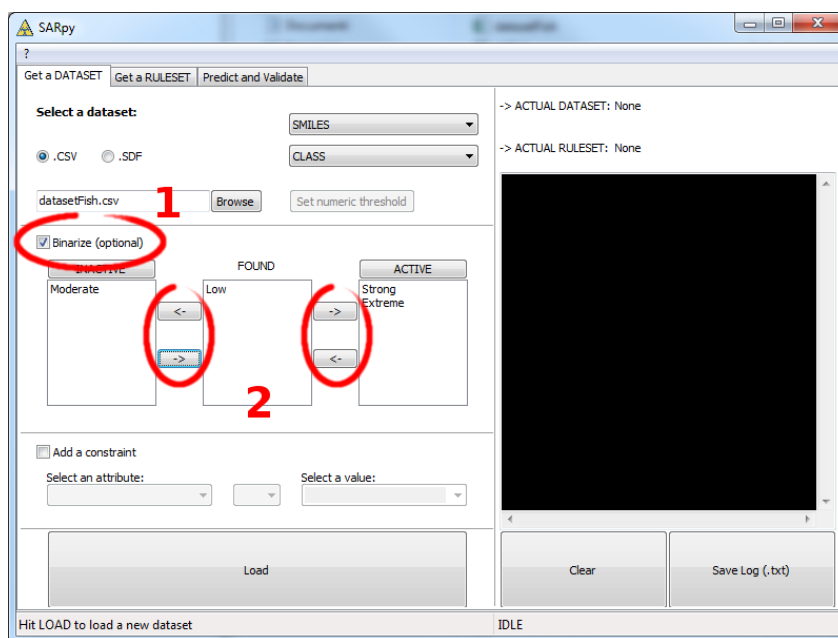 SARpy
?
Get a DATASET Get a RULESET Predict and Validate
Select a dataset:
SMILES
.CSV .SDF
CLASS
datasetFish.csv Browse Set numeric threshold
1
Binarize (optional)
INACTIVE FOUND ACTIVE
Moderate Low Strong
Extreme
<- ->
-> <-
2
Add a constraint
Select an attribute: Select a value:
Load
-> ACTUAL DATASET: None
-> ACTUAL RULESET: None
Clear Save Log (.txt)
Hit LOAD to load a new dataset IDLE